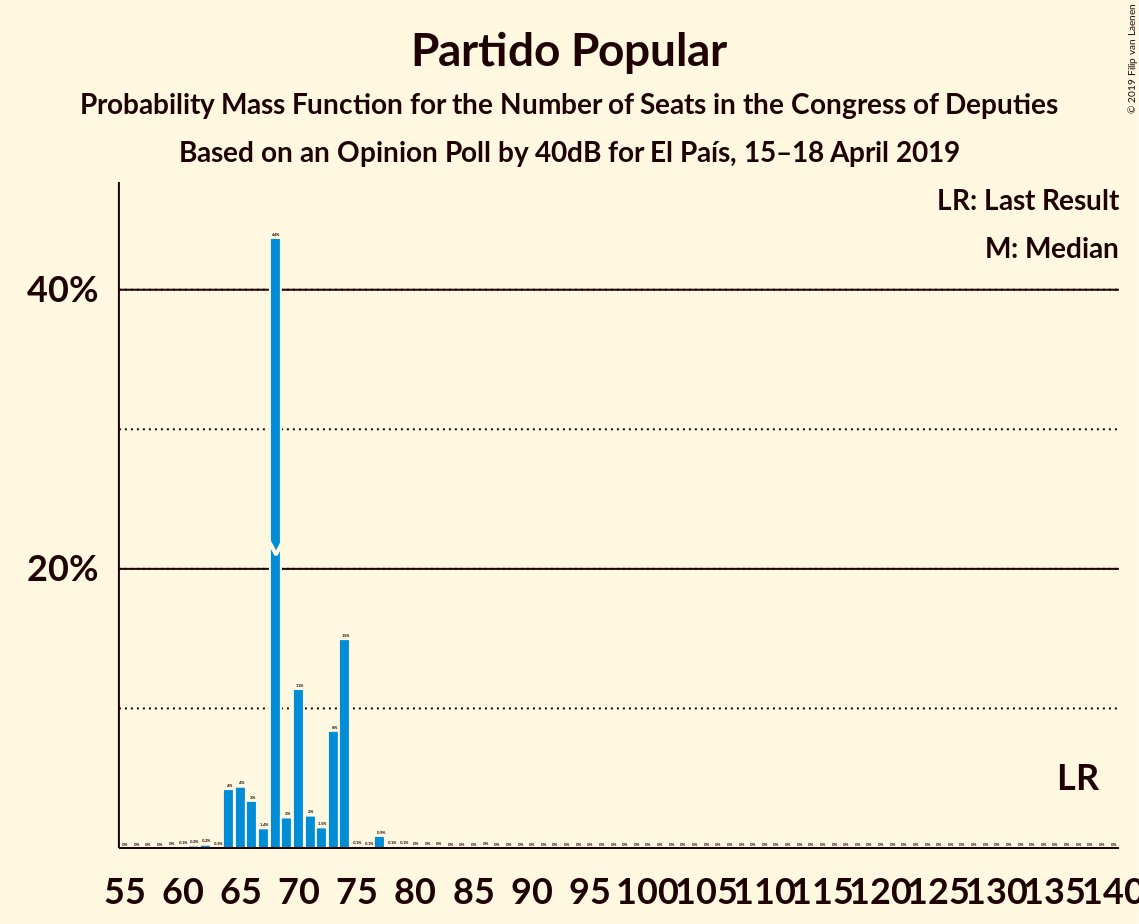 Partido Popular
Probability Mass Function for the Number of Seats in the Congress of Deputies
Based on an Opinion Poll by 40dB for El País, 15–18 April 2019
© 2019 Filip van Laenen
LR: Last Result
M: Median
40%
20%
M
LR
55 60 65 70 75 80 85 90 95 100 105 110 115 120 125 130 135 140